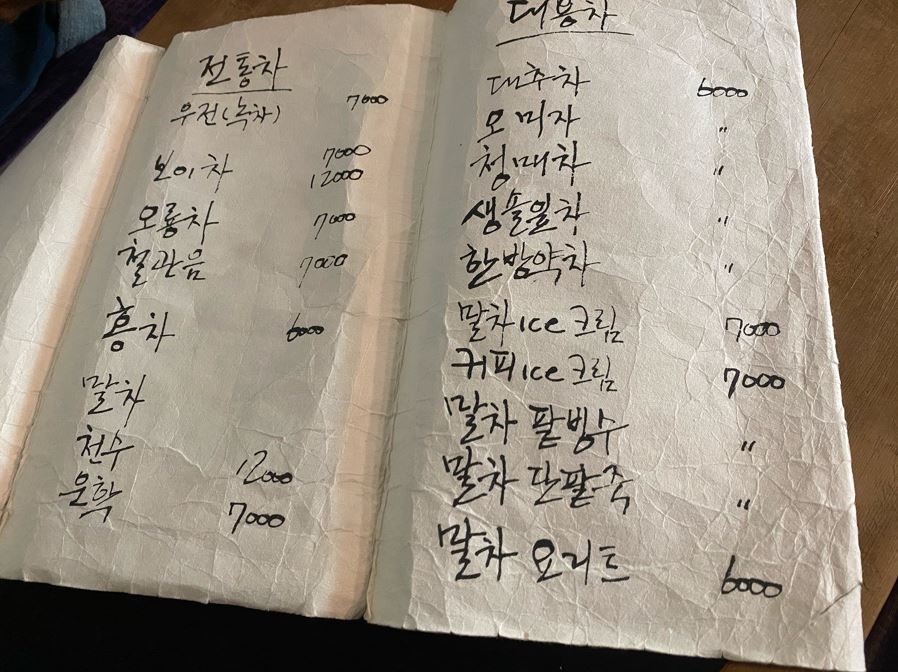 전통차
우전(녹차) 7000
보이차 7000
12000
오룡차 7000
철관음 7000
홍차 6000
말차
천수 12000
운학 7000
대용차
대추차 6000
오미자 "
청매차 "
생솔잎차 "
한방약차 "
말차 ice 크림 7000
커피 ice 크림 7000
말차 팥빙수 "
말차 단팥죽 "
말차 요리트 6000